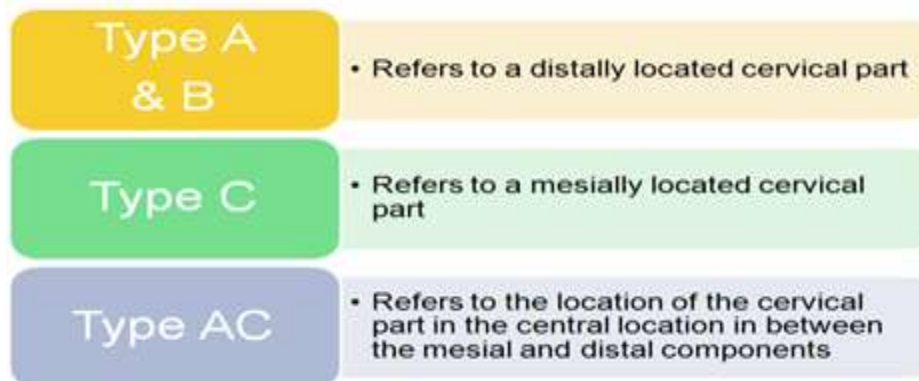 Type A
& B
• Refers to a distally located cervical part
Type C
• Refers to a mesially located cervical
part
Type AC
• Refers to the location of the cervical
part in the central location in between
the mesial and distal components